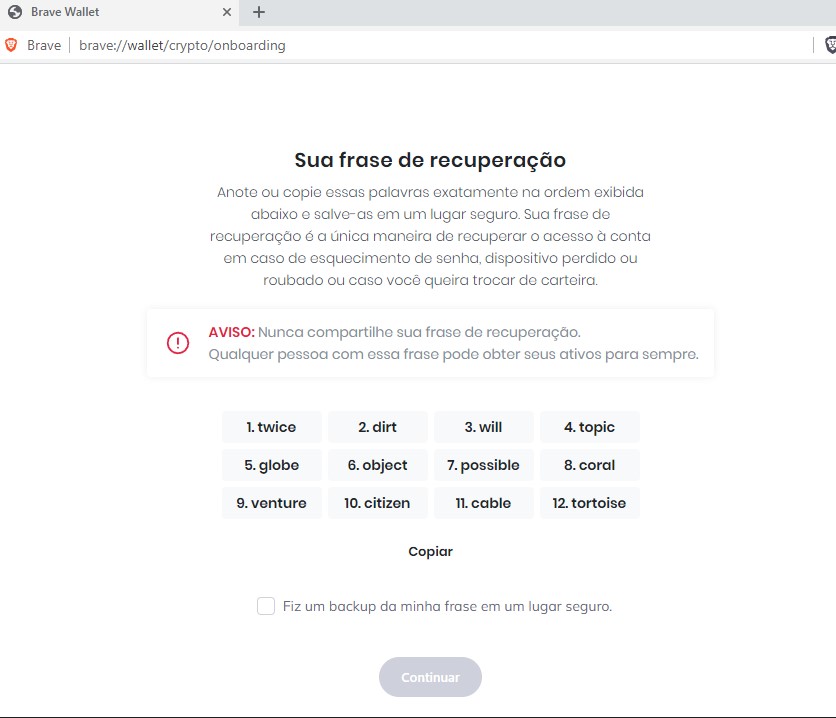 Brave Wallet
Brave brave://wallet/crypto/onboarding
Sua frase de recuperação
Anote ou copie essas palavras exatamente na ordem exibida
abaixo e salve-as em um lugar seguro. Sua frase de
recuperação é a única maneira de recuperar o acesso à conta
em caso de esquecimento de senha, dispositivo perdido ou
roubado ou caso você queira trocar de carteira.
AVISO: Nunca compartilhe sua frase de recuperação.
Qualquer pessoa com essa frase pode obter seus ativos para sempre.
1. twice 2. dirt 3. will 4. topic
5. globe 6. object 7. possible 8. coral
9. venture 10. citizen 11. cable 12. tortoise
Copiar
Fiz um backup da minha frase em um lugar seguro.
Continuar